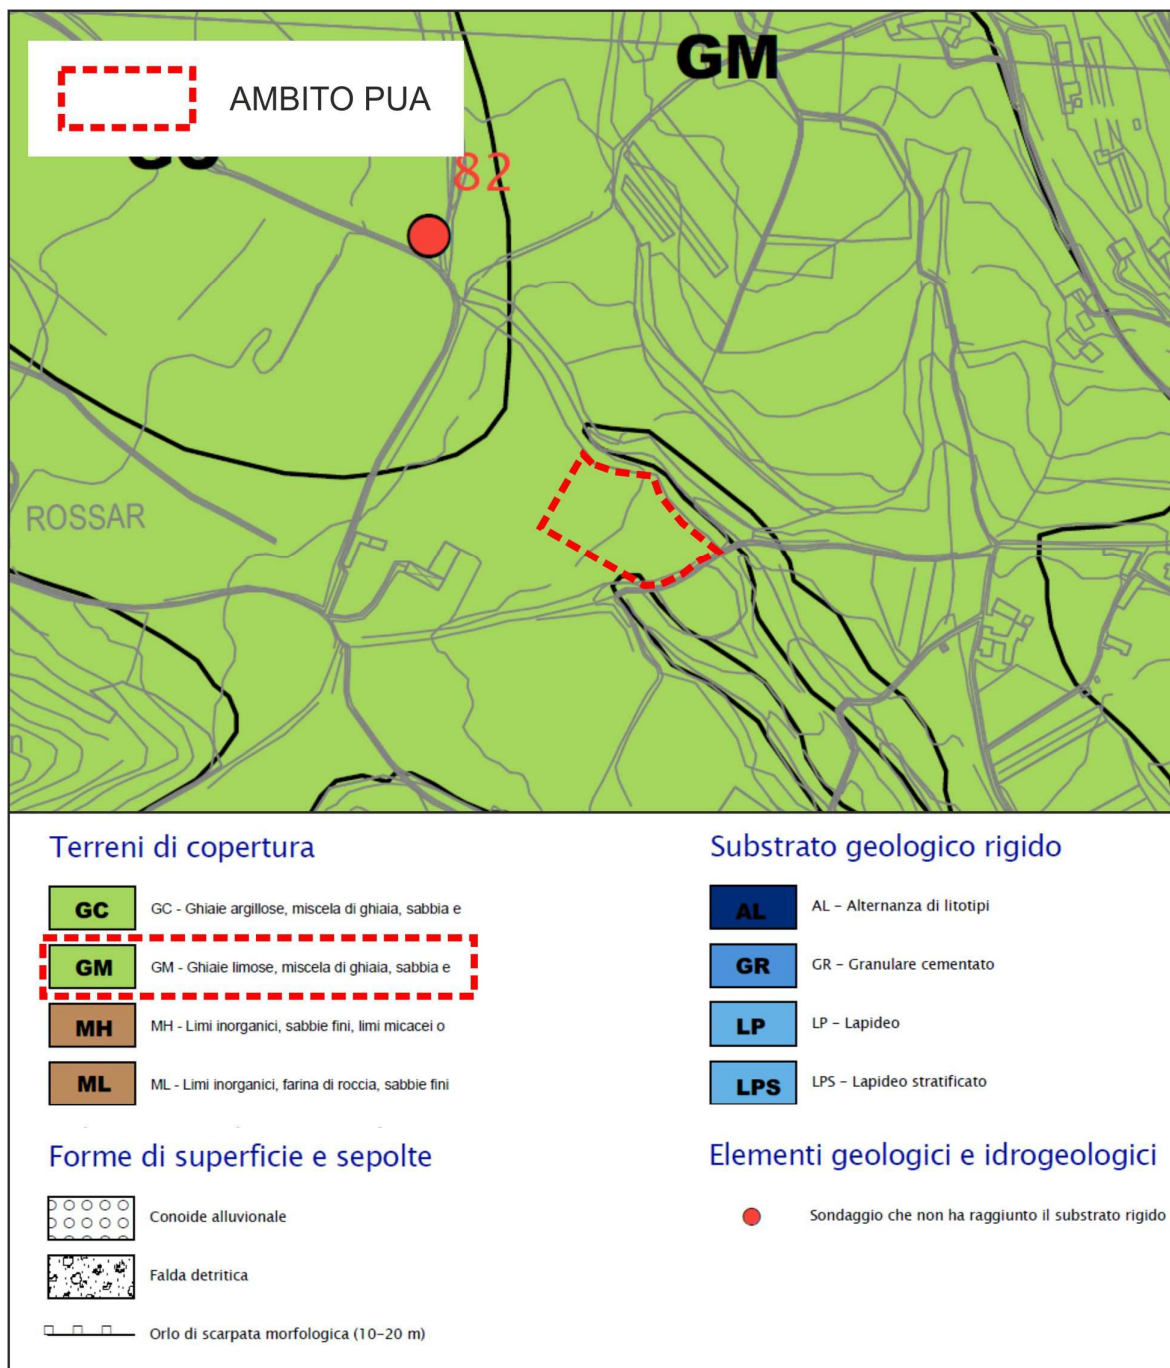 GM
AMBITO PUA
82
ROSSAR
Terreni di copertura
GC GC - Ghiaie argillose, miscela di ghiaia, sabbia e
GM GM - Ghiaie limose, miscela di ghiaia, sabbia e
MH MH - Limi inorganici, sabbie fini, limi micacei o
ML ML - Limi inorganici, farina di roccia, sabbie fini
Substrato geologico rigido
AL AL - Alternanza di litotipi
GR GR - Granulare cementato
LP LP - Lapideo
LPS LPS - Lapideo stratificato
Forme di superficie e sepolte
Conoide alluvionale
Falda detritica
Orlo di scarpata morfologica (10-20 m)
Elementi geologici e idrogeologici
Sondaggio che non ha raggiunto il substrato rigido